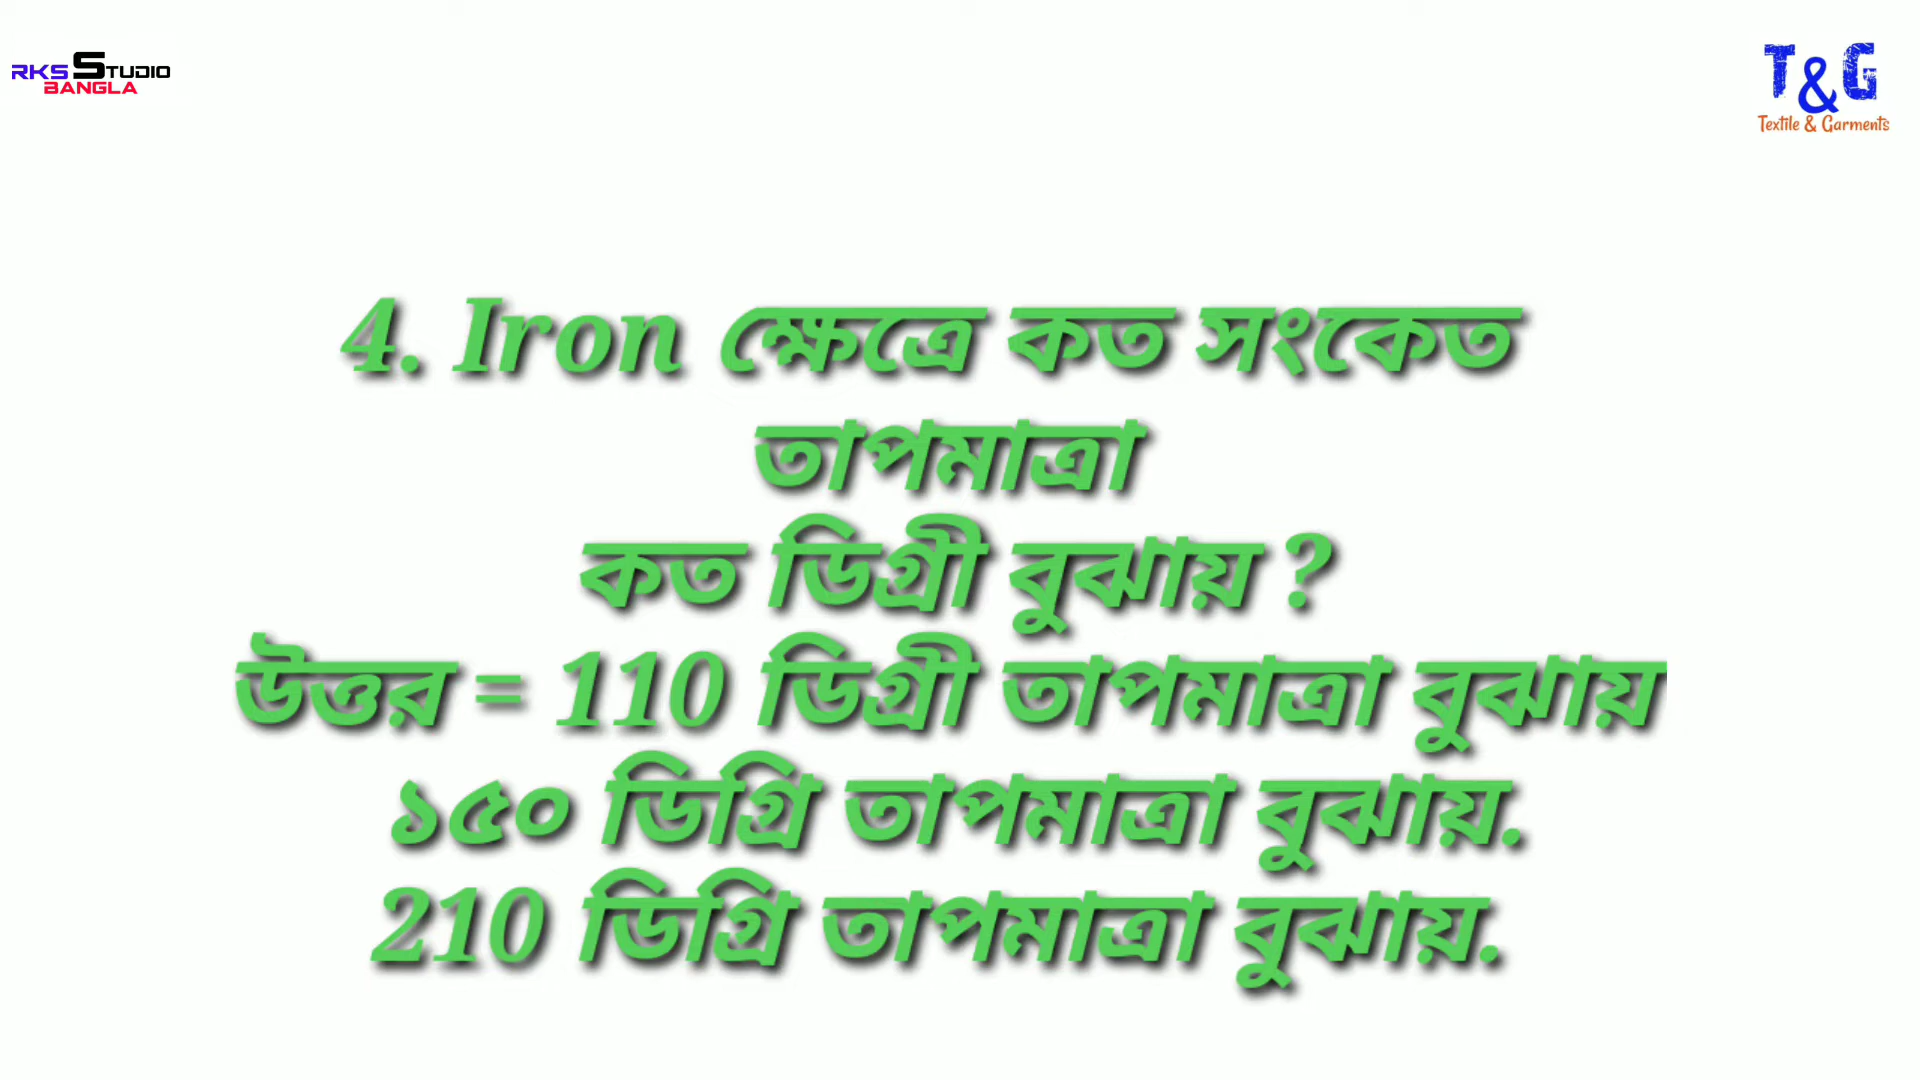 RKS STUDIO
BANGLA
T&G
Textile & Garments
4. Iron ক্ষেত্রে কত সংকেত
তাপমাত্রা
কত ডিগ্রী বুঝায় ?
উত্তর = 110 ডিগ্রী তাপমাত্রা বুঝায়
১৫০ ডিগ্রি তাপমাত্রা বুঝায়.
210 ডিগ্রি তাপমাত্রা বুঝায়.